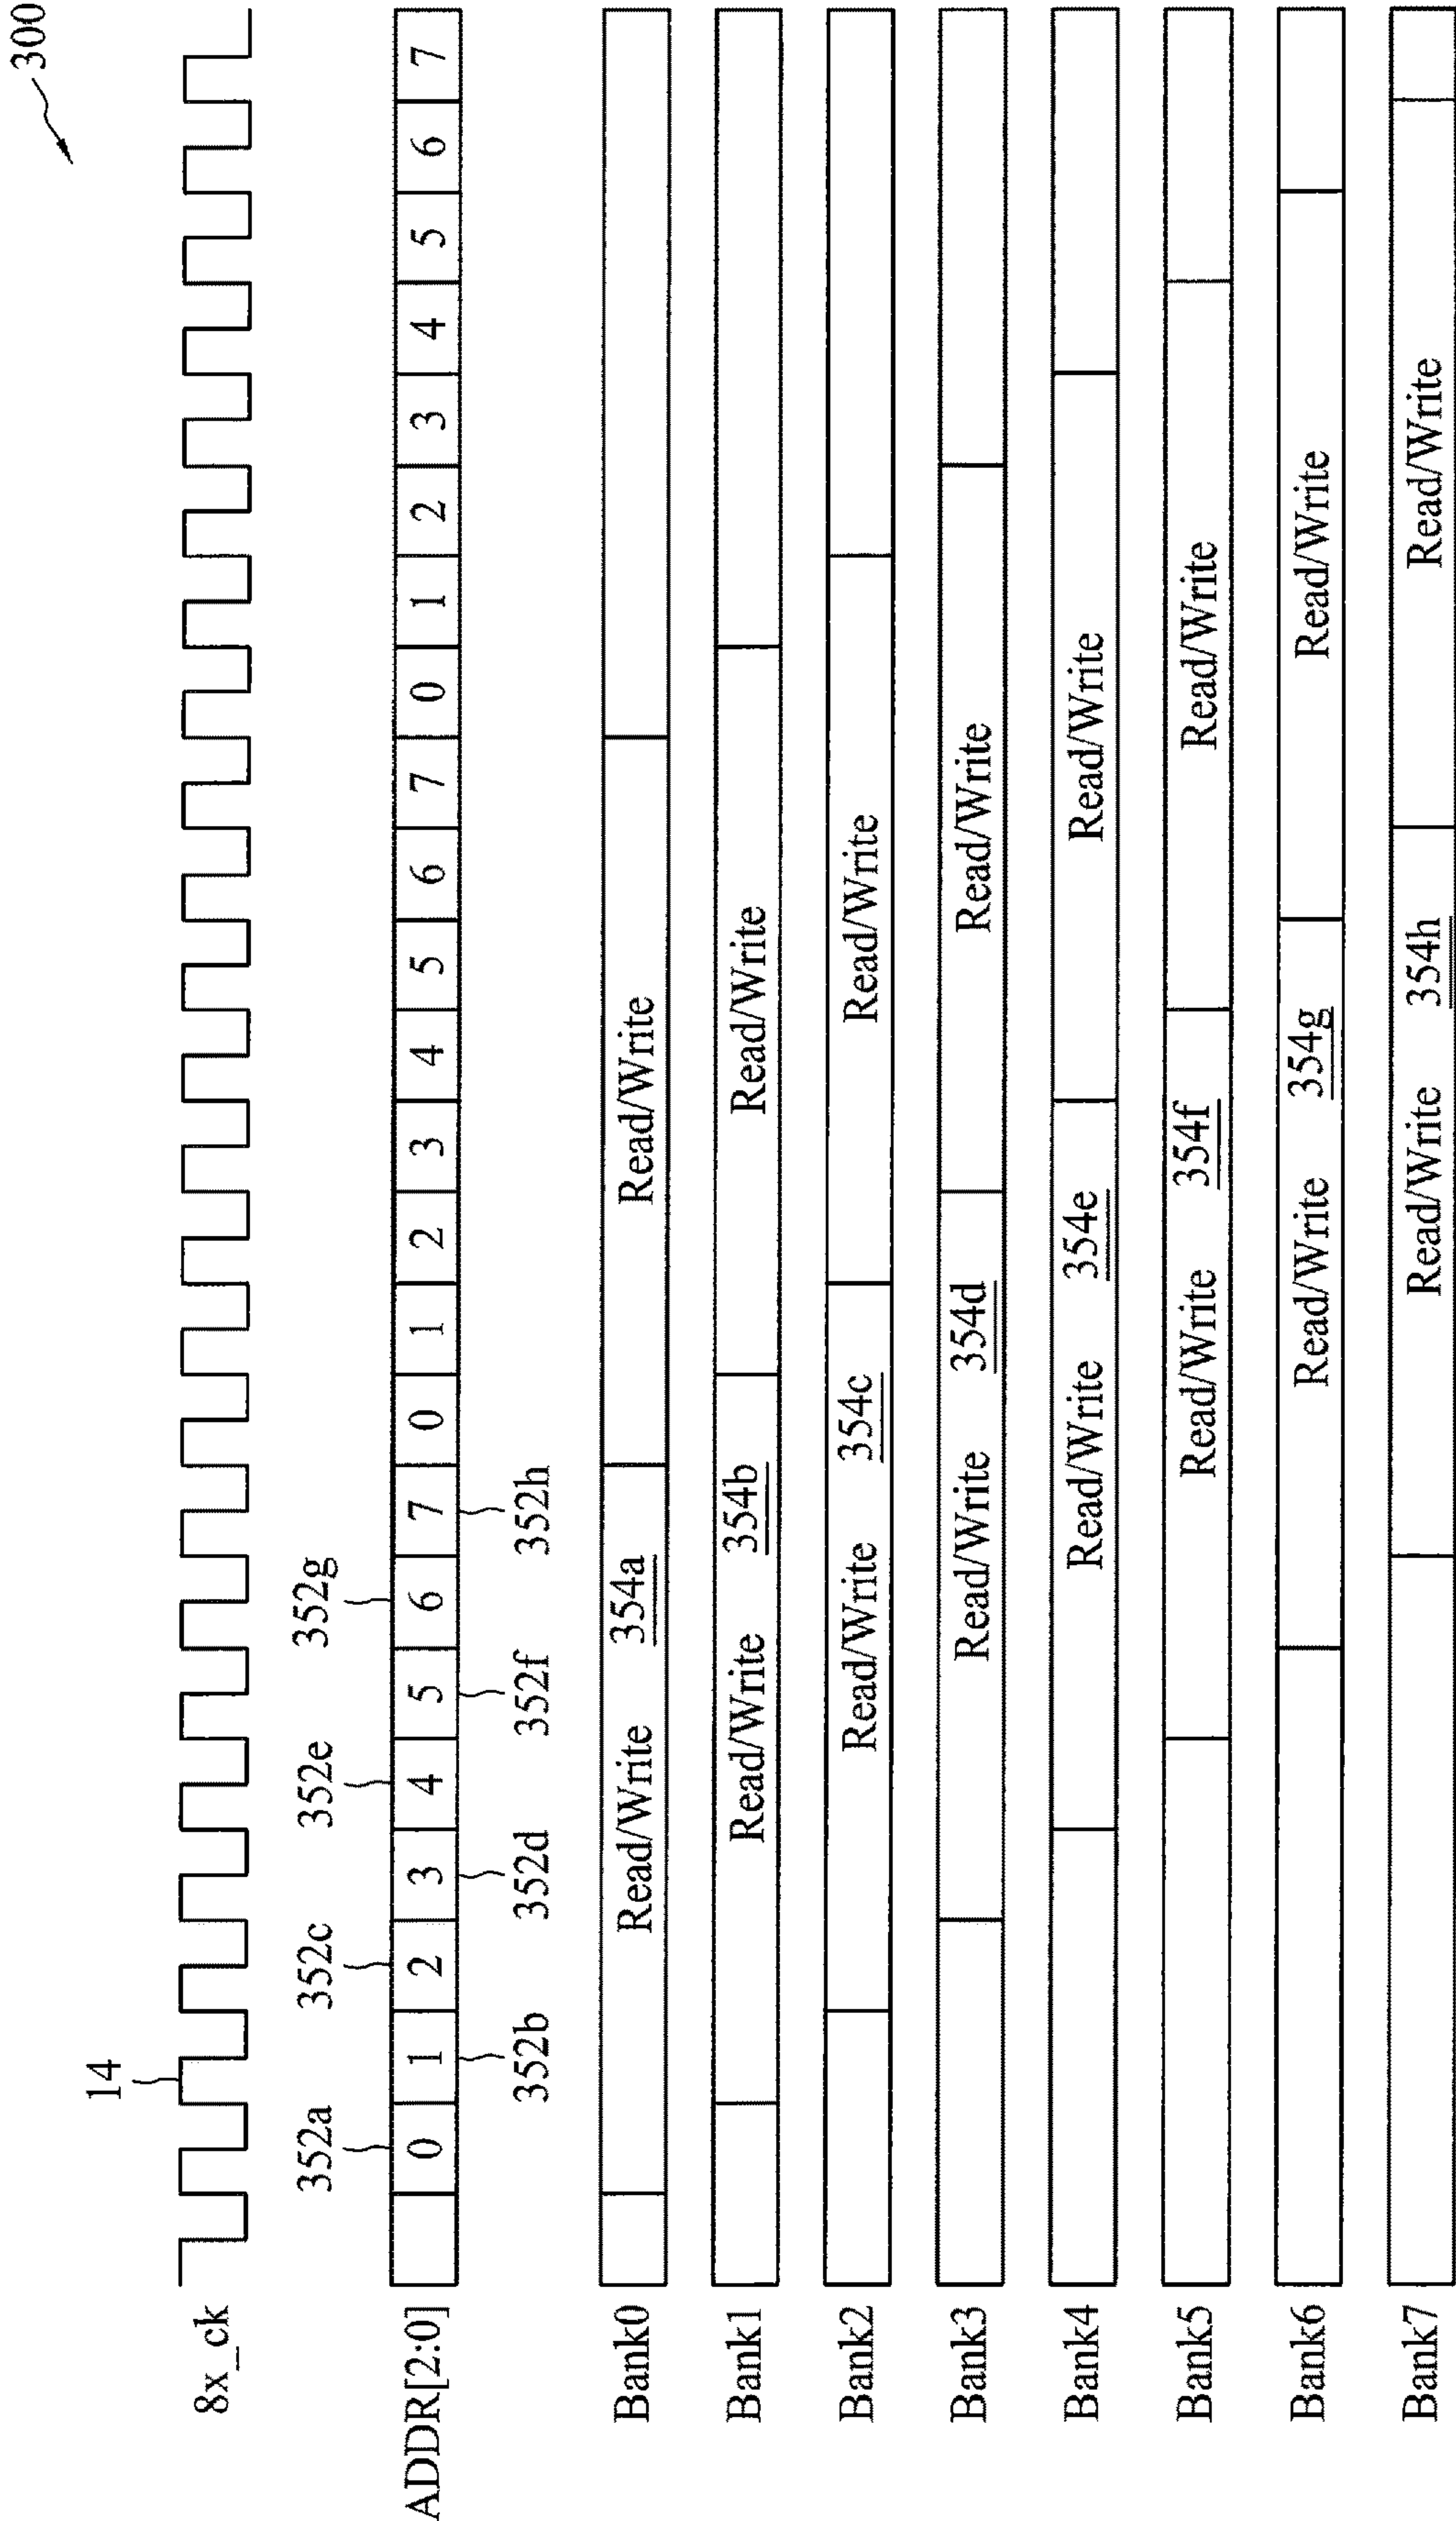 300
14
8x_ck
352a 352c 352e 352g
ADDR[2:0] 0 1 2 3 4 5 6 7 0 1 2 3 4 5 6 7 0 1 2 3 4 5 6 7
352b 352d 352f 352h
Bank0 Read/Write 354a Read/Write
Bank1 Read/Write 354b Read/Write
Bank2 Read/Write 354c Read/Write
Bank3 Read/Write 354d Read/Write
Bank4 Read/Write 354e Read/Write
Bank5 Read/Write 354f Read/Write
Bank6 Read/Write 354g Read/Write
Bank7 Read/Write 354h Read/Write